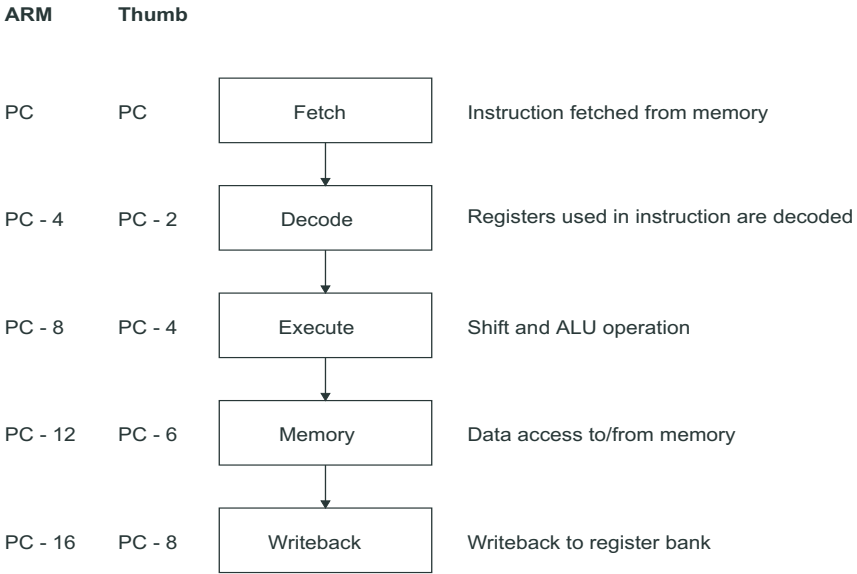 ARM Thumb
PC PC Fetch Instruction fetched from memory
PC - 4 PC - 2 Decode Registers used in instruction are decoded
PC - 8 PC - 4 Execute Shift and ALU operation
PC - 12 PC - 6 Memory Data access to/from memory
PC - 16 PC - 8 Writeback Writeback to register bank